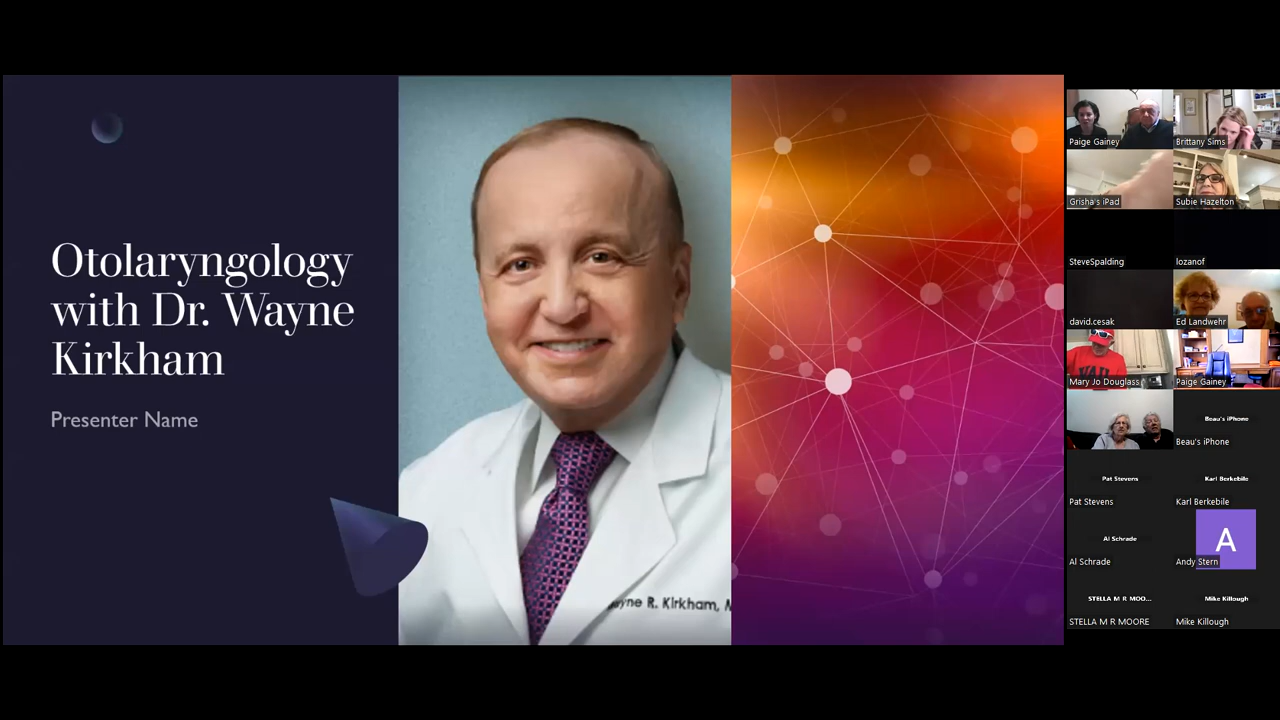 Otolaryngology
with Dr. Wayne
Kirkham
Presenter Name
Wayne R. Kirkham, M
Paige Gainey
Brittany Sims
Grisha's iPad
Subie Hazelton
SteveSpalding
lozanof
david.cesak
Ed Landwehr
Mary Jo Douglass
Paige Gainey
Beau's iPhone
Beau's iPhone
Pat Stevens
Karl Berkebile
Pat Stevens
Karl Berkebile
Al Schrade
A
Al Schrade
Andy Stern
STELLA M R MOO...
Mike Killough
STELLA M R MOORE
Mike Killough